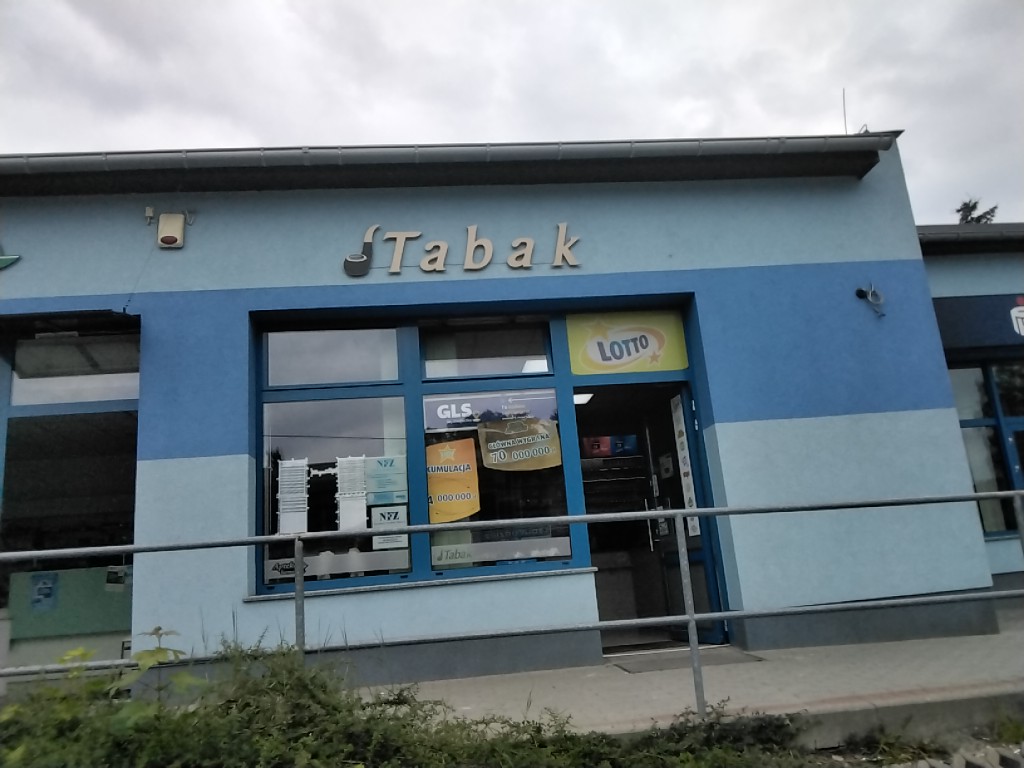 Tabak
LOTTO
GLS
GŁÓWNA WYGRANA
70 000 000
KUMULACJA
4 000 000
NFZ
NFZ
Tabak